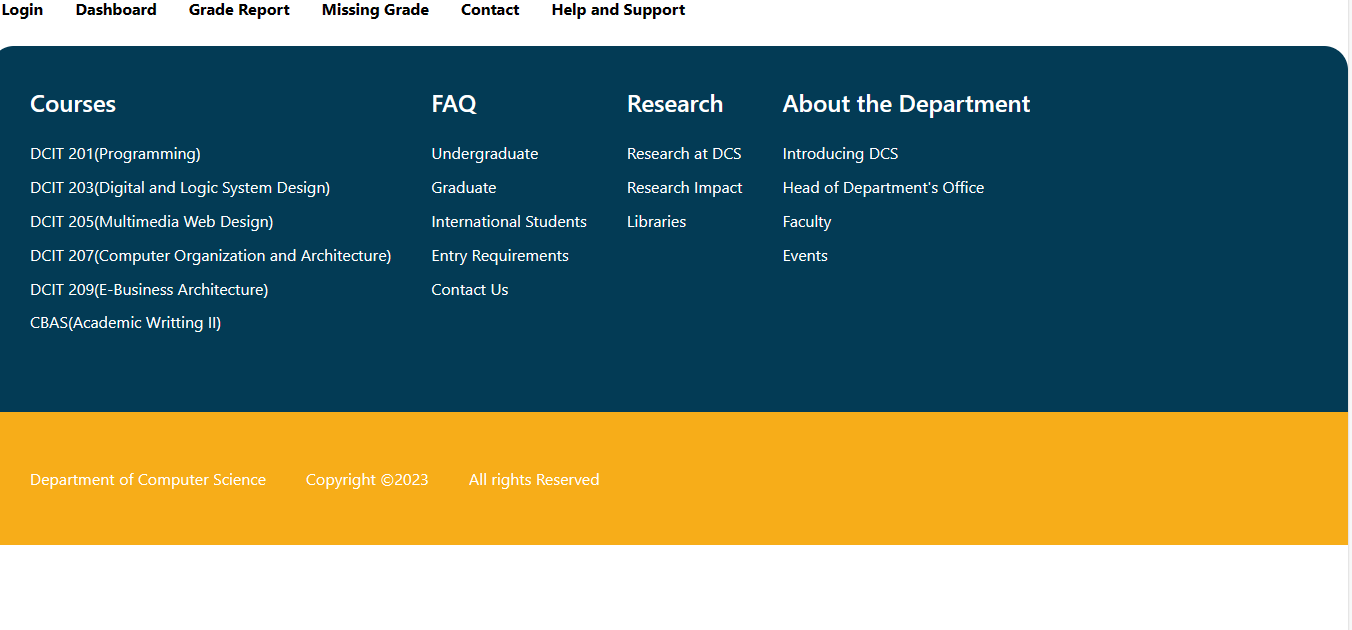 Login Dashboard Grade Report Missing Grade Contact Help and Support
Courses
DCIT 201(Programming)
DCIT 203(Digital and Logic System Design)
DCIT 205(Multimedia Web Design)
DCIT 207(Computer Organization and Architecture)
DCIT 209(E-Business Architecture)
CBAS(Academic Writting II)
FAQ
Undergraduate
Graduate
International Students
Entry Requirements
Contact Us
Research
Research at DCS
Research Impact
Libraries
About the Department
Introducing DCS
Head of Department's Office
Faculty
Events
Department of Computer Science Copyright ©2023 All rights Reserved